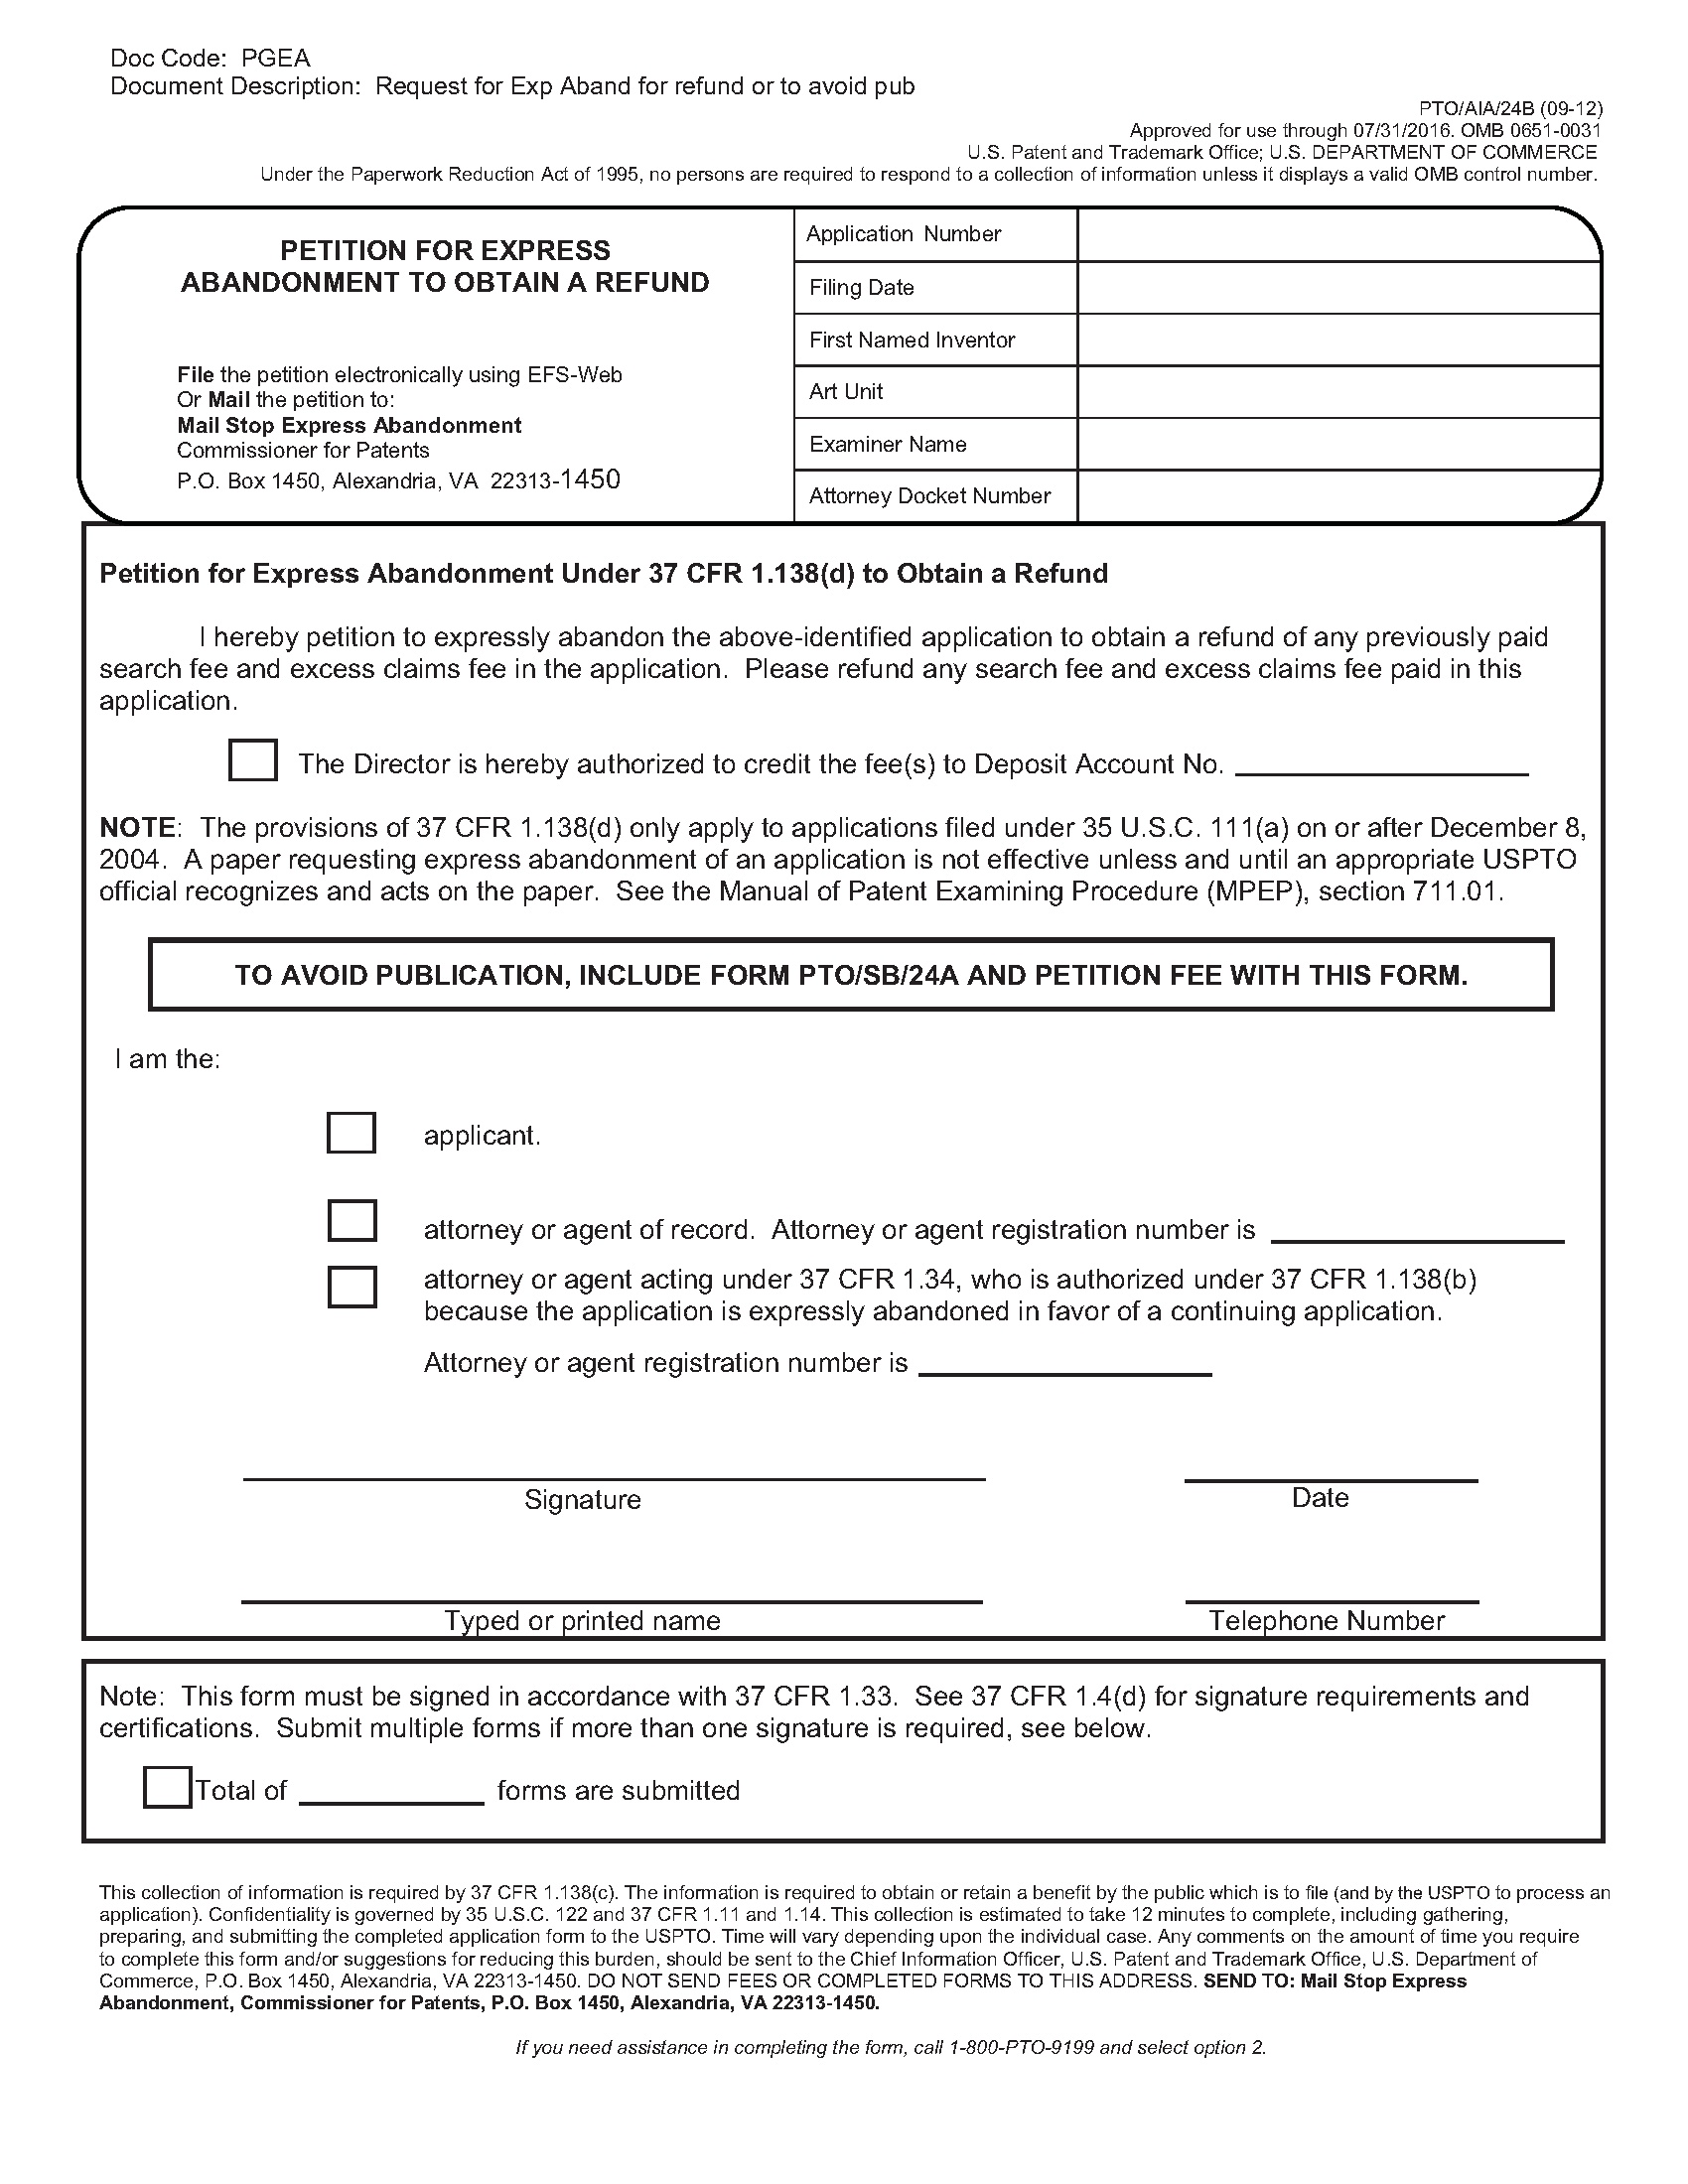 Doc Code: PGEA
Document Description: Request for Exp Aband for refund or to avoid pub
PTO/AIA/24B (09-12)
Approved for use through 07/31/2016. OMB 0651-0031
U.S. Patent and Trademark Office; U.S. DEPARTMENT OF COMMERCE
Under the Paperwork Reduction Act of 1995, no persons are required to respond to a collection of information unless it displays a valid OMB control number.
PETITION FOR EXPRESS
ABANDONMENT TO OBTAIN A REFUND
File the petition electronically using EFS-Web
Or Mail the petition to:
Mail Stop Express Abandonment
Commissioner for Patents
P.O. Box 1450, Alexandria, VA 22313-1450
Application Number
Filing Date
First Named Inventor
Art Unit
Examiner Name
Attorney Docket Number
Petition for Express Abandonment Under 37 CFR 1.138(d) to Obtain a Refund
I hereby petition to expressly abandon the above-identified application to obtain a refund of any previously paid
search fee and excess claims fee in the application. Please refund any search fee and excess claims fee paid in this
application.
The Director is hereby authorized to credit the fee(s) to Deposit Account No.
NOTE: The provisions of 37 CFR 1.138(d) only apply to applications filed under 35 U.S.C. 111(a) on or after December 8,
2004. A paper requesting express abandonment of an application is not effective unless and until an appropriate USPTO
official recognizes and acts on the paper. See the Manual of Patent Examining Procedure (MPEP), section 711.01.
TO AVOID PUBLICATION, INCLUDE FORM PTO/SB/24A AND PETITION FEE WITH THIS FORM.
I am the:
applicant.
attorney or agent of record. Attorney or agent registration number is
attorney or agent acting under 37 CFR 1.34, who is authorized under 37 CFR 1.138(b)
because the application is expressly abandoned in favor of a continuing application.
Attorney or agent registration number is
Signature
Date
Typed or printed name
Telephone Number
Note: This form must be signed in accordance with 37 CFR 1.33. See 37 CFR 1.4(d) for signature requirements and
certifications. Submit multiple forms if more than one signature is required, see below.
Total of forms are submitted
This collection of information is required by 37 CFR 1.138(c). The information is required to obtain or retain a benefit by the public which is to file (and by the USPTO to process an
application). Confidentiality is governed by 35 U.S.C. 122 and 37 CFR 1.11 and 1.14. This collection is estimated to take 12 minutes to complete, including gathering,
preparing, and submitting the completed application form to the USPTO. Time will vary depending upon the individual case. Any comments on the amount of time you require
to complete this form and/or suggestions for reducing this burden, should be sent to the Chief Information Officer, U.S. Patent and Trademark Office, U.S. Department of
Commerce, P.O. Box 1450, Alexandria, VA 22313-1450. DO NOT SEND FEES OR COMPLETED FORMS TO THIS ADDRESS. SEND TO: Mail Stop Express
Abandonment, Commissioner for Patents, P.O. Box 1450, Alexandria, VA 22313-1450.
If you need assistance in completing the form, call 1-800-PTO-9199 and select option 2.